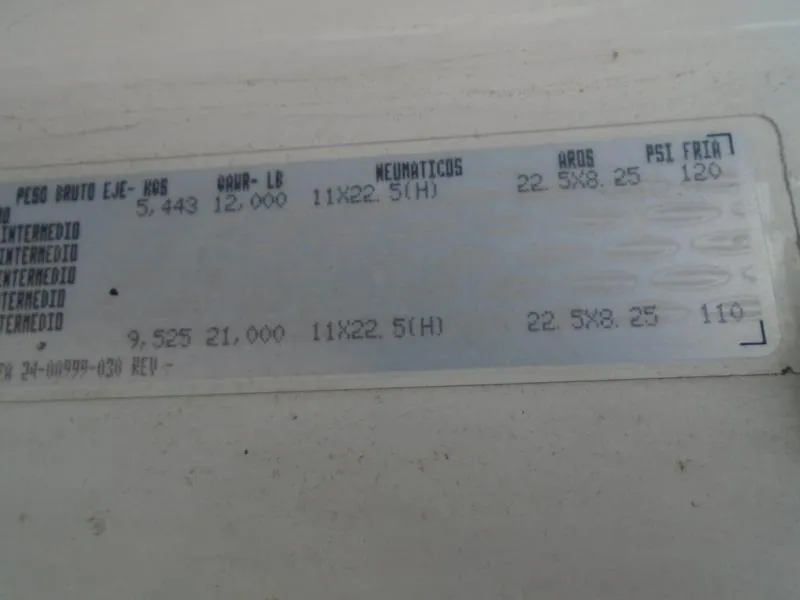 PESO BRUTO EJE- KGS GAWR- LB NEUMATICOS AROS PSI FRIA
5,443 12,000 11X22.5(H) 22.5X8.25 120
INTERMEDIO
INTERMEDIO
INTERMEDIO
TERMEDIO
TERMEDIO
9,525 21,000 11X22.5(H) 22.5X8.25 110
24-00999-030 REV -